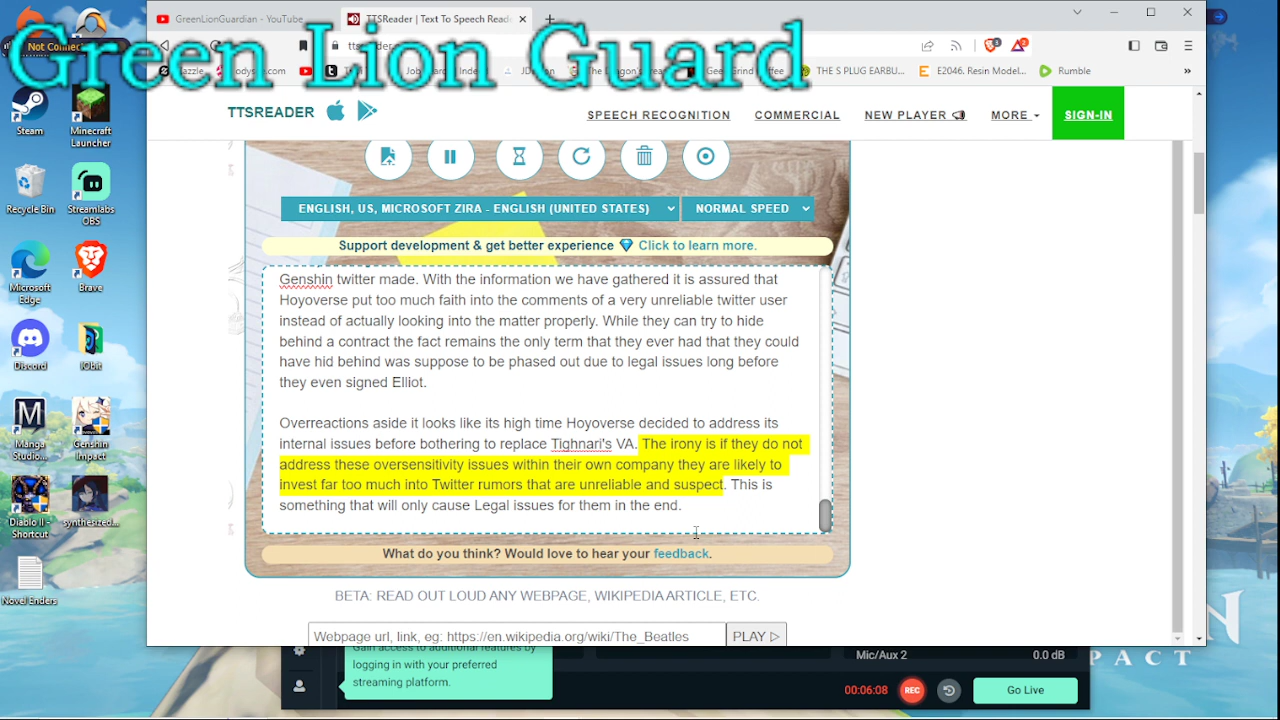 GreenLionGuardian - YouTube
TTSReader | Text To Speech Read
Green Lion Guard
Not Connec
JD
THE S PLUG EARBU...
E2046. Resin Model...
Rumble
Steam
Minecraft
Launcher
Recycle Bin
Streamlabs
OBS
Microsoft
Edge
Brave
Discord
iObit
Manga
Studio...
Genshin
Impact
Diablo II -
Shortcut
synthesized...
Novel Enders
TTSREADER
SPEECH RECOGNITION
COMMERCIAL
NEW PLAYER
MORE
SIGN-IN
ENGLISH, US, MICROSOFT ZIRA - ENGLISH (UNITED STATES)
NORMAL SPEED
Support development & get better experience Click to learn more.
Genshin twitter made. With the information we have gathered it is assured that
Hoyoverse put too much faith into the comments of a very unreliable twitter user
instead of actually looking into the matter properly. While they can try to hide
behind a contract the fact remains the only term that they ever had that they could
have hid behind was suppose to be phased out due to legal issues long before
they even signed Elliot.
Overreactions aside it looks like its high time Hoyoverse decided to address its
internal issues before bothering to replace Tighnari's VA. The irony is if they do not
address these oversensitivity issues within their own company they are likely to
invest far too much into Twitter rumors that are unreliable and suspect. This is
something that will only cause Legal issues for them in the end.
What do you think? Would love to hear your feedback.
BETA: READ OUT LOUD ANY WEBPAGE, WIKIPEDIA ARTICLE, ETC.
Webpage url, link, eg: https://en.wikipedia.org/wiki/The_Beatles
PLAY ▷
Gain access to additional features by
logging in with your preferred
streaming platform.
Mic/Aux 2
0.0 dB
00:06:08
REC
Go Live
N
PACT